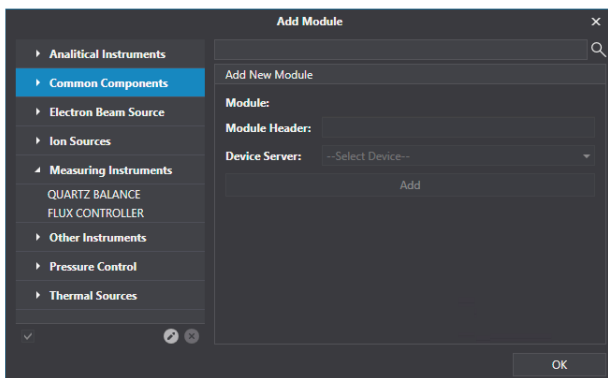 Add Module
Analitical Instruments
Common Components
Electron Beam Source
Ion Sources
Measuring Instruments
QUARTZ BALANCE
FLUX CONTROLLER
Other Instruments
Pressure Control
Thermal Sources
Add New Module
Module:
Module Header:
Device Server: --Select Device--
Add
OK